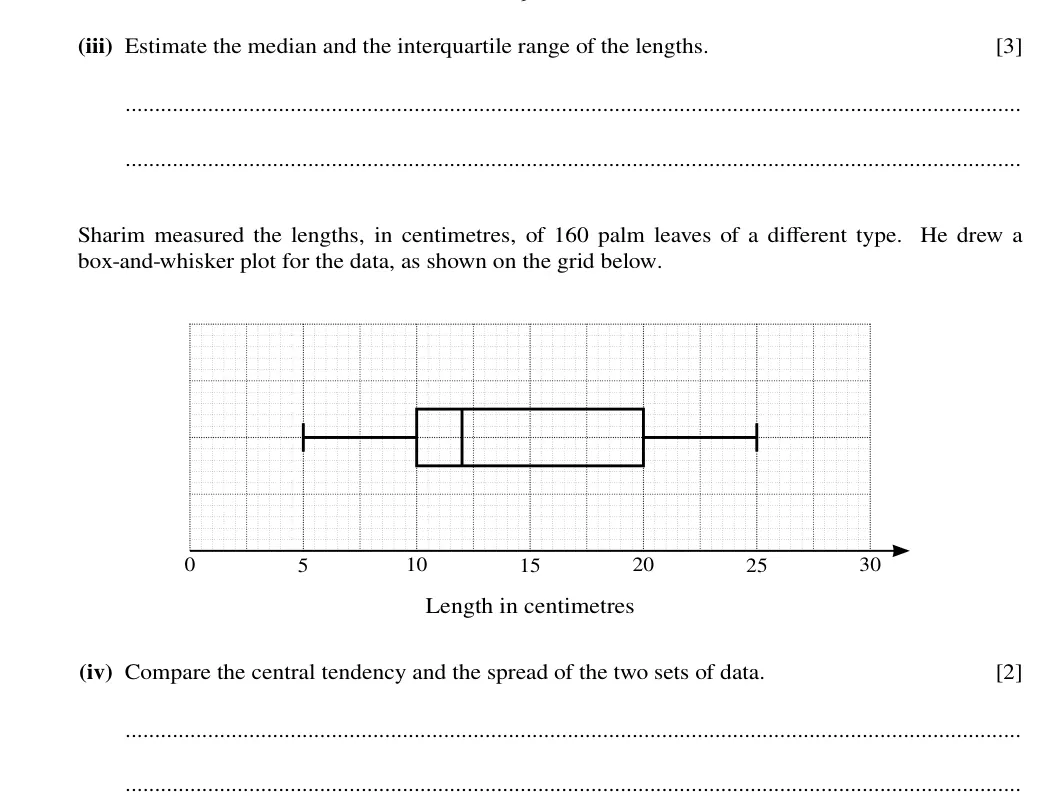 (iii) Estimate the median and the interquartile range of the lengths. [3]
Sharim measured the lengths, in centimetres, of 160 palm leaves of a different type. He drew a
box-and-whisker plot for the data, as shown on the grid below.
0 5 10 15 20 25 30
Length in centimetres
(iv) Compare the central tendency and the spread of the two sets of data. [2]